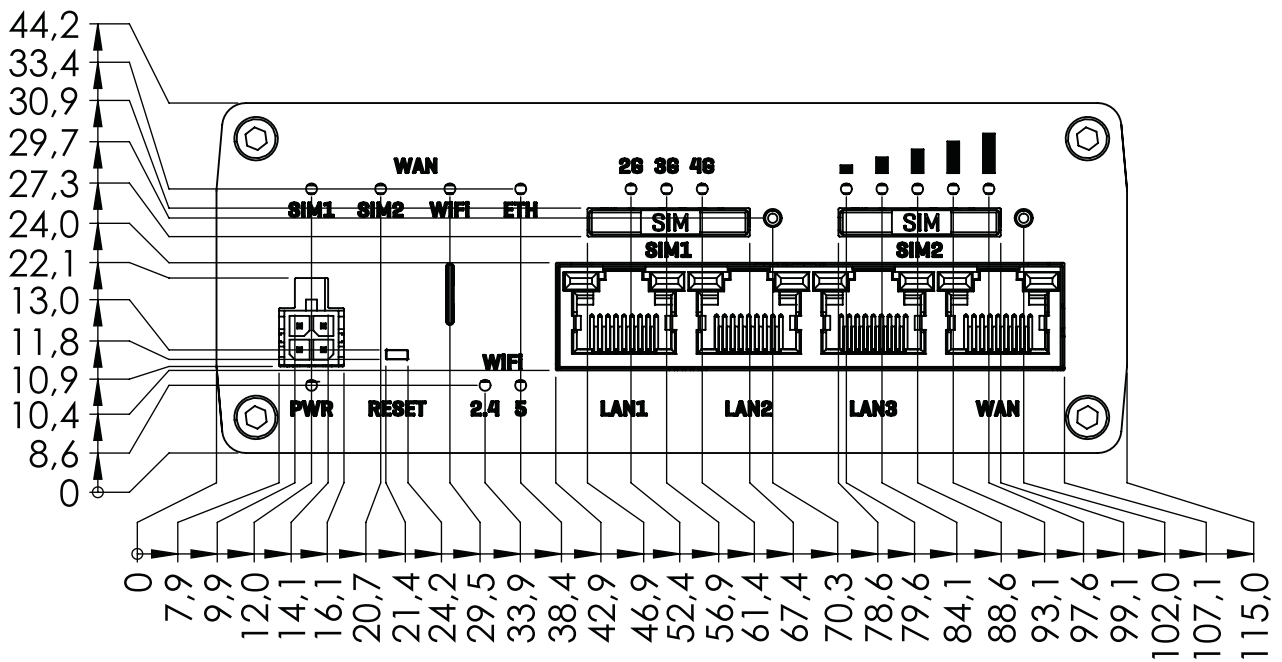 44,2
33,4
30,9
29,7
27,3
24,0
22,1
13,0
11,8
10,9
10,4
8,6
0
WAN
2G 3G 4G
SIM1 SIM2 WiFi ETH
SIM SIM
SIM1 SIM2
WiFi
PWR RESET 2.4 5 LAN1 LAN2 LAN3 WAN
0 7,9 9,9 12,0 14,1 16,1 20,7 21,4 24,2 29,5 33,9 38,4 42,9 46,9 52,4 56,9 61,4 67,4 70,3 78,6 79,6 84,1 88,6 93,1 97,6 99,1 102,0 107,1 115,0